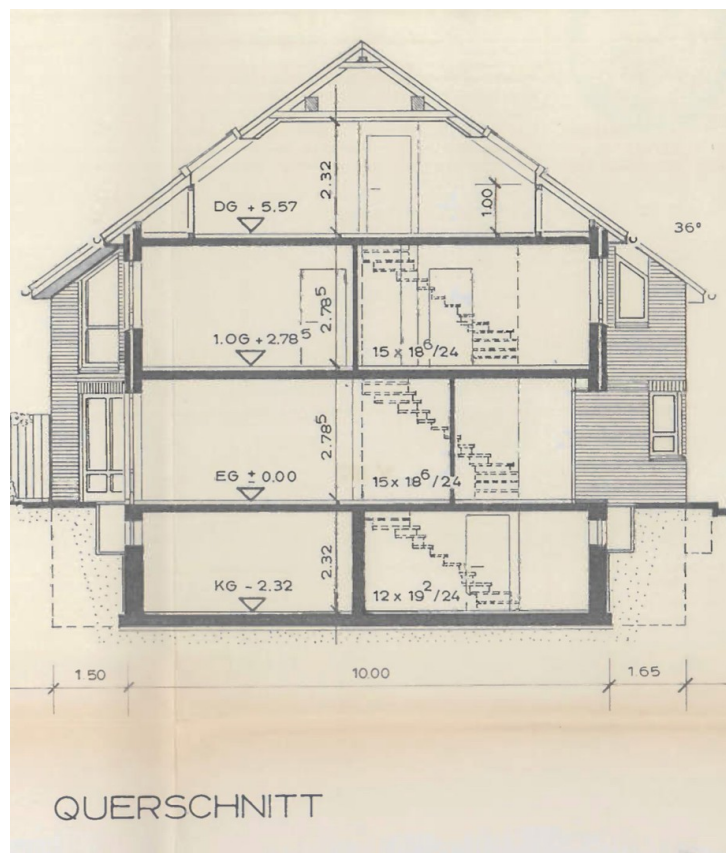 2.32
DG + 5.57
1.00
36°
2.78⁵
1.OG + 2.78⁵
15 x 18⁶/24
2.78⁵
EG ± 0.00
15 x 18⁶/24
2.32
KG - 2.32
12 x 19²/24
1.50
10.00
1.65
QUERSCHNITT